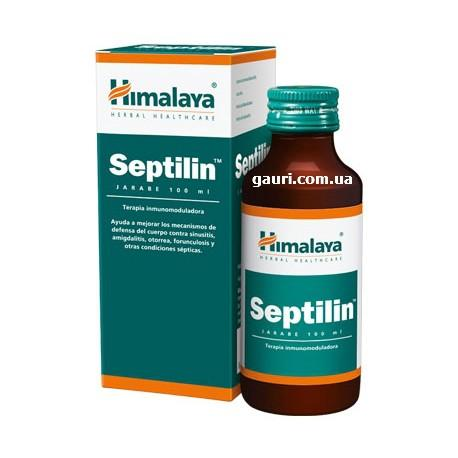 Himalaya®
HERBAL HEALTHCARE
Septilin™
JARABE 100 ml
Terapia inmunomoduladora
Ayuda a mejorar los mecanismos de
defensa del cuerpo contra sinusitis,
amigdalitis, otorrea, forunculosis y
otras condiciones sépticas.
gauri.com.ua
Himalaya®
HERBAL HEALTHCARE
Septilin™
JARABE 100 ml
Terapia inmunomoduladora